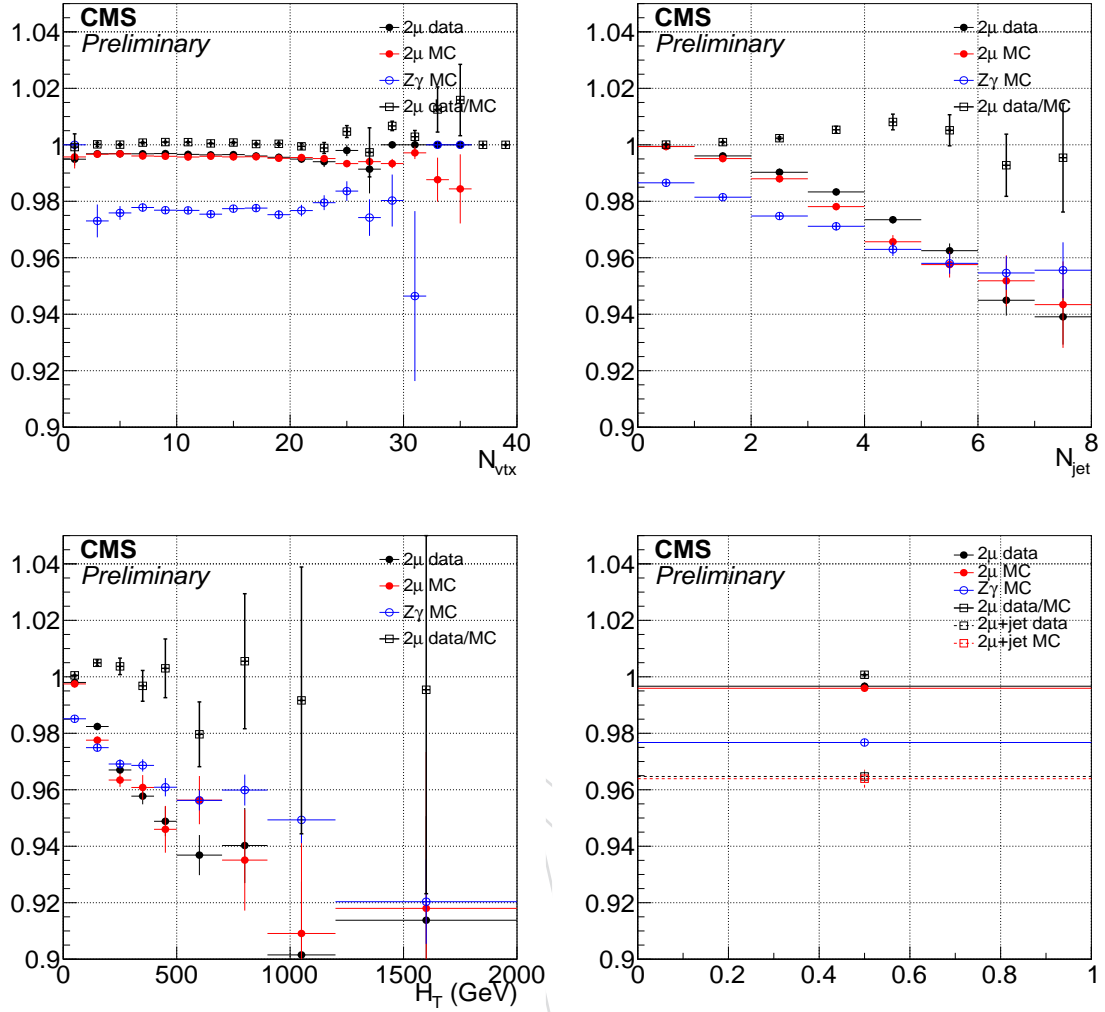 CMS
Preliminary
2μ data
2μ MC
Zγ MC
2μ data/MC
1.04
1.02
1
0.98
0.96
0.94
0.92
0.9
0 10 20 30 40
N_vtx
CMS
Preliminary
2μ data
2μ MC
Zγ MC
2μ data/MC
1.04
1.02
1
0.98
0.96
0.94
0.92
0.9
0 2 4 6 8
N_jet
CMS
Preliminary
2μ data
2μ MC
Zγ MC
2μ data/MC
1.04
1.02
1
0.98
0.96
0.94
0.92
0.9
0 500 1000 1500 2000
H_T (GeV)
CMS
Preliminary
2μ data
2μ MC
Zγ MC
2μ data/MC
2μ+jet data
2μ+jet MC
1.04
1.02
1
0.98
0.96
0.94
0.92
0.9
0 0.2 0.4 0.6 0.8 1